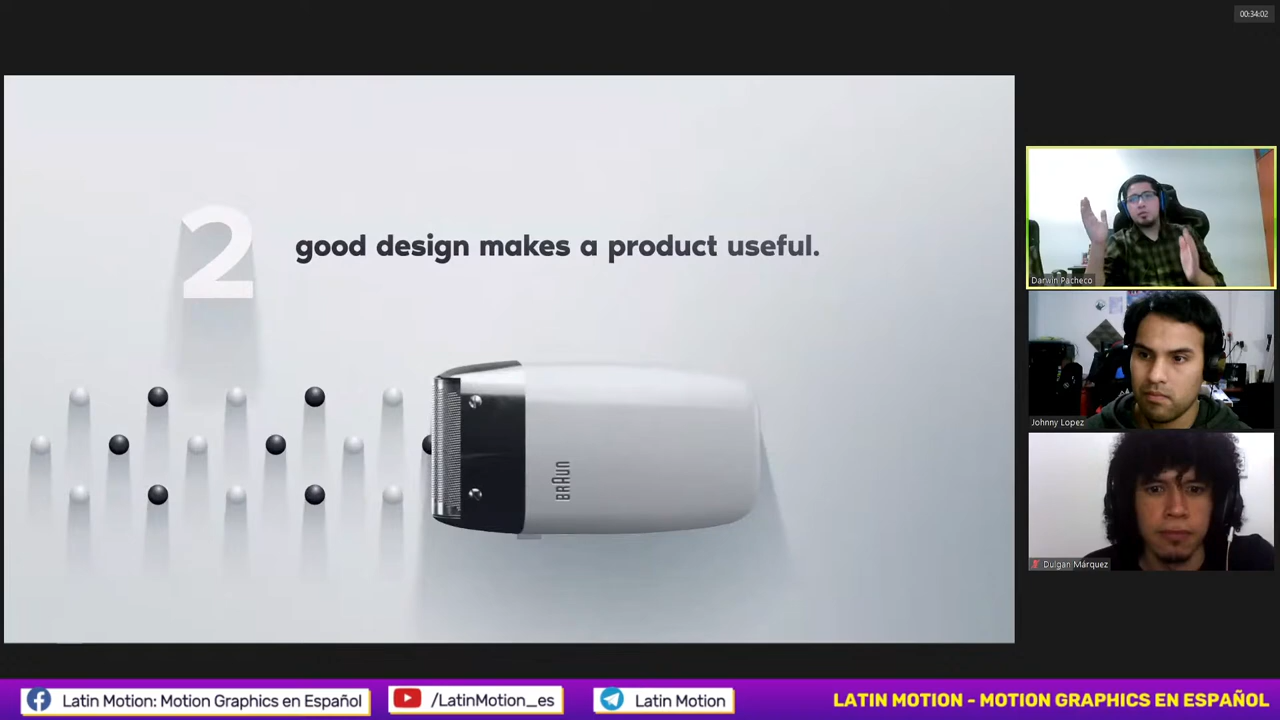 00:34:02
2
good design makes a product useful.
BRAUN
Darwin Pacheco
Johnny Lopez
Dulgan Márquez
Latin Motion: Motion Graphics en Español
/LatinMotion_es
Latin Motion
LATIN MOTION - MOTION GRAPHICS EN ESPAÑOL